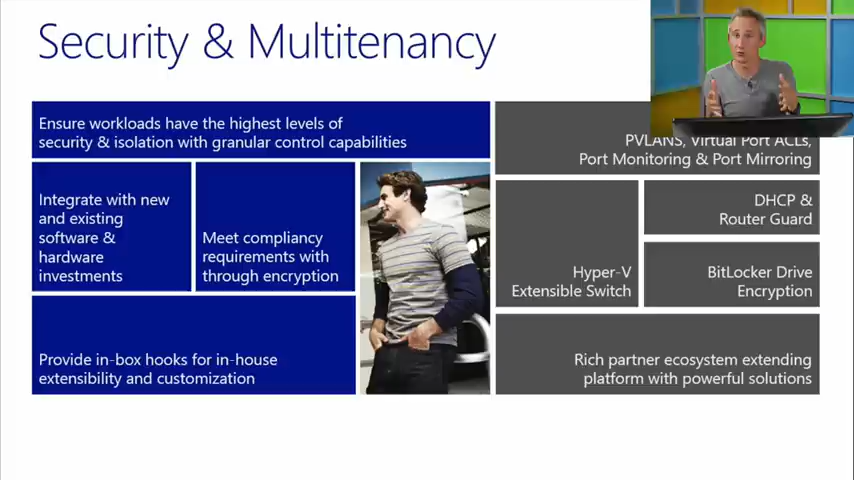 Security & Multitenancy
Ensure workloads have the highest levels of
security & isolation with granular control capabilities
Integrate with new
and existing
software &
hardware
investments
Meet compliancy
requirements with
through encryption
Provide in-box hooks for in-house
extensibility and customization
PVLANS, Virtual Port ACLs,
Port Monitoring & Port Mirroring
Hyper-V
Extensible Switch
DHCP &
Router Guard
BitLocker Drive
Encryption
Rich partner ecosystem extending
platform with powerful solutions